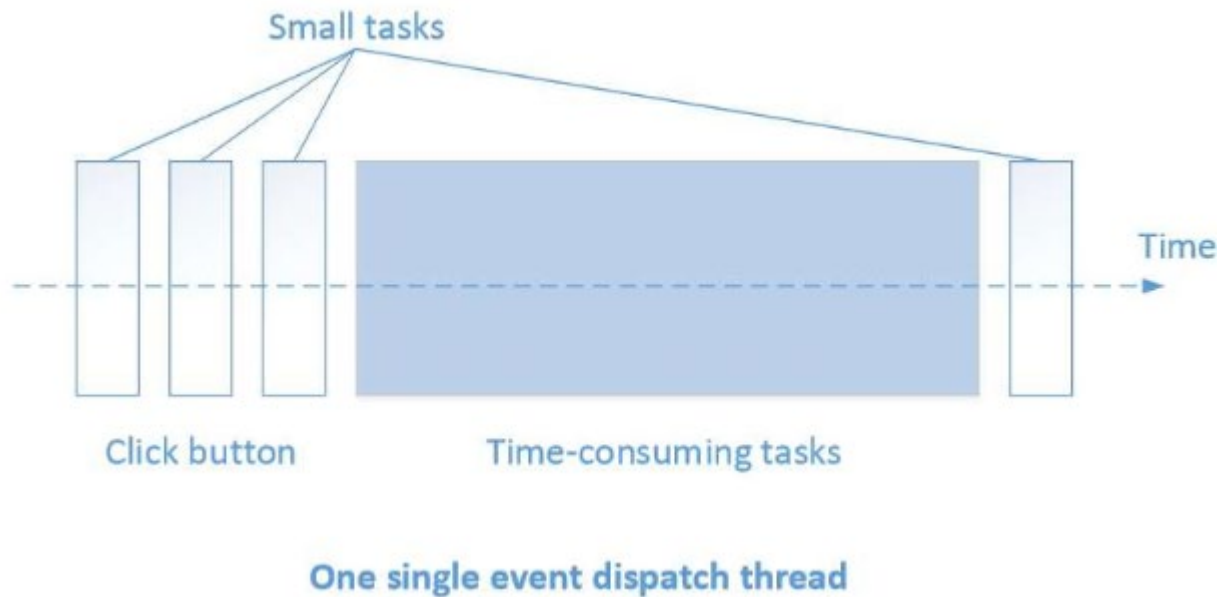 Small tasks
Time
Click button
Time-consuming tasks
One single event dispatch thread